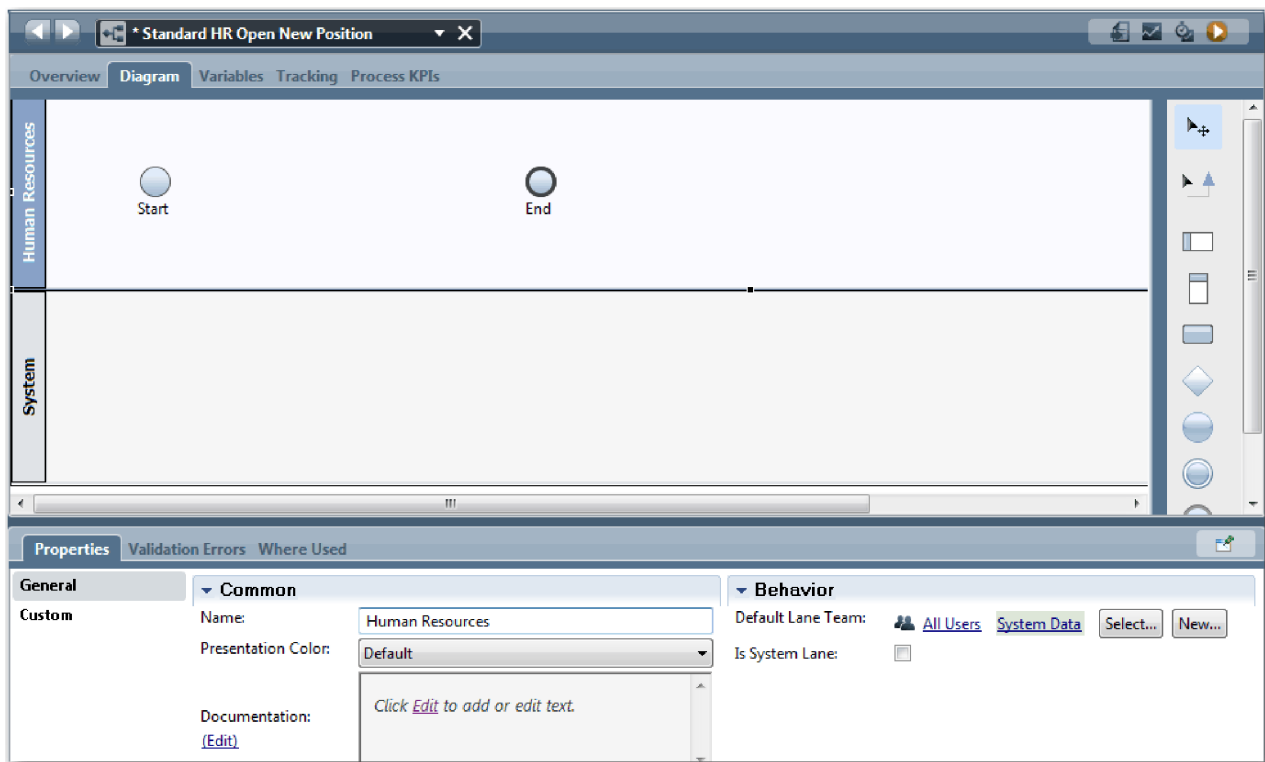 * Standard HR Open New Position
Overview Diagram Variables Tracking Process KPIs
Human Resources
Start
End
System
Properties Validation Errors Where Used
General
Custom
Common
Name: Human Resources
Presentation Color: Default
Documentation:
(Edit)
Click Edit to add or edit text.
Behavior
Default Lane Team: All Users System Data Select... New...
Is System Lane: